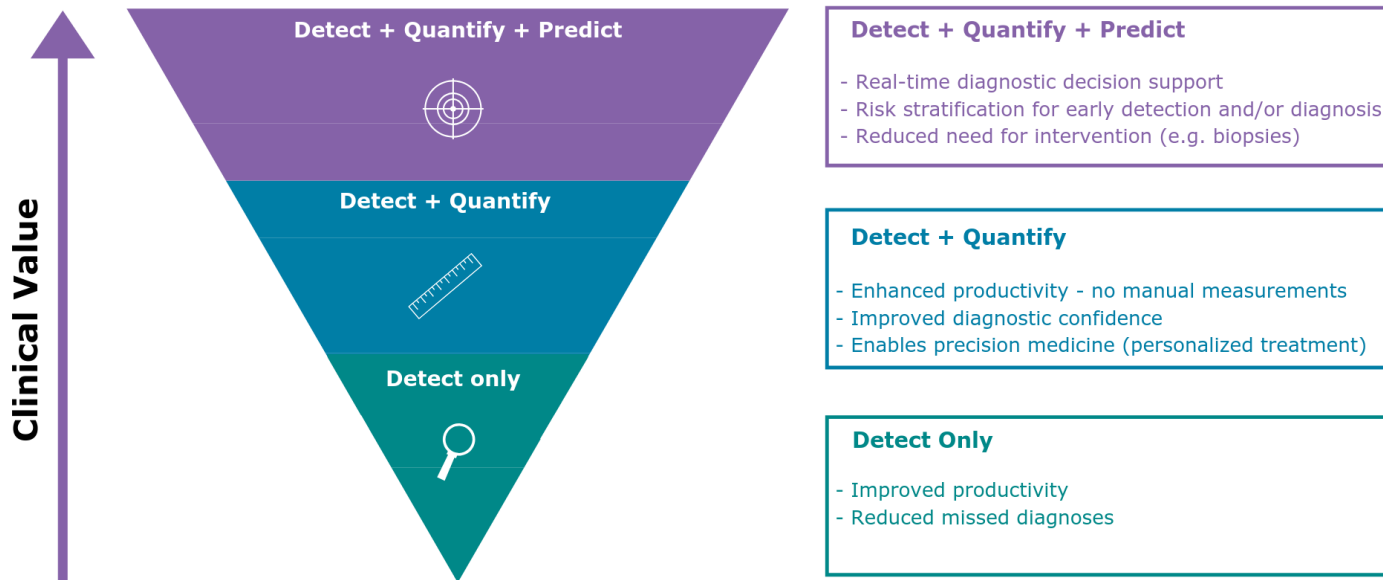 Clinical Value
Detect + Quantify + Predict
Detect + Quantify
Detect only
Detect + Quantify + Predict
- Real-time diagnostic decision support
- Risk stratification for early detection and/or diagnosis
- Reduced need for intervention (e.g. biopsies)
Detect + Quantify
- Enhanced productivity - no manual measurements
- Improved diagnostic confidence
- Enables precision medicine (personalized treatment)
Detect Only
- Improved productivity
- Reduced missed diagnoses